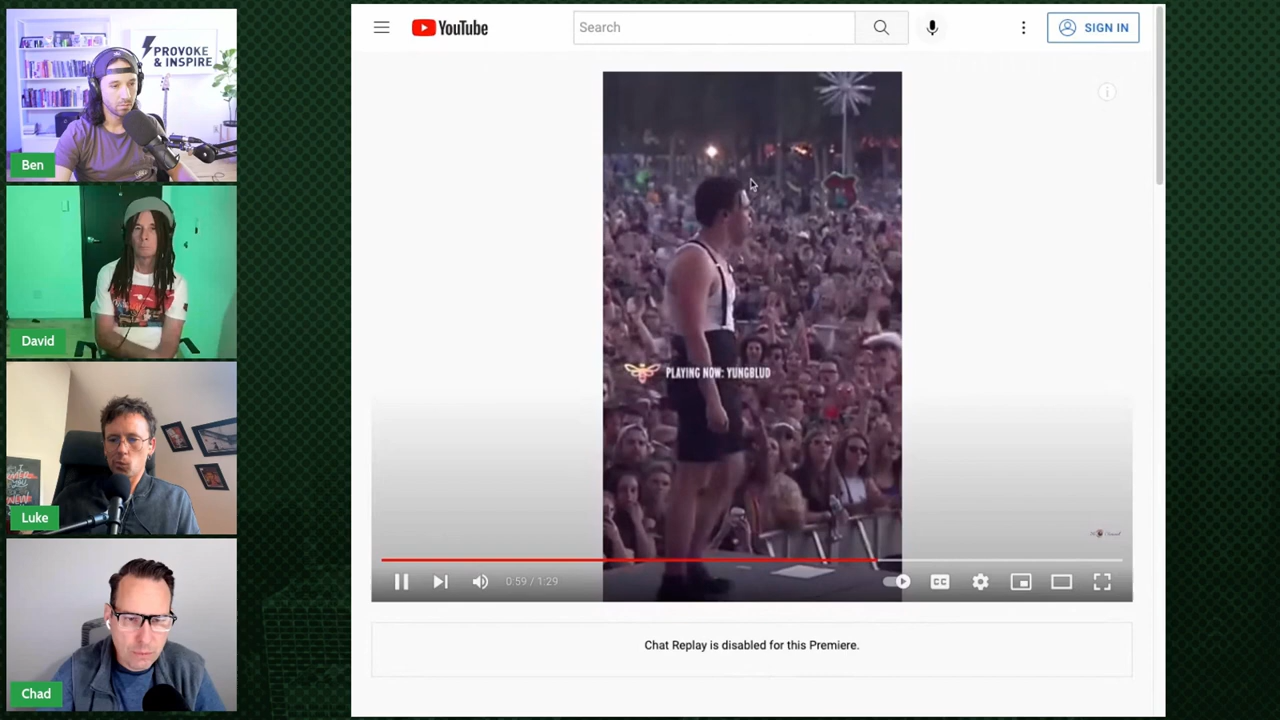 PROVOKE
& INSPIRE
Ben
David
Luke
Chad
YouTube
Search
SIGN IN
PLAYING NOW: YUNGBLUD
0:59 / 1:29
CC
Chat Replay is disabled for this Premiere.